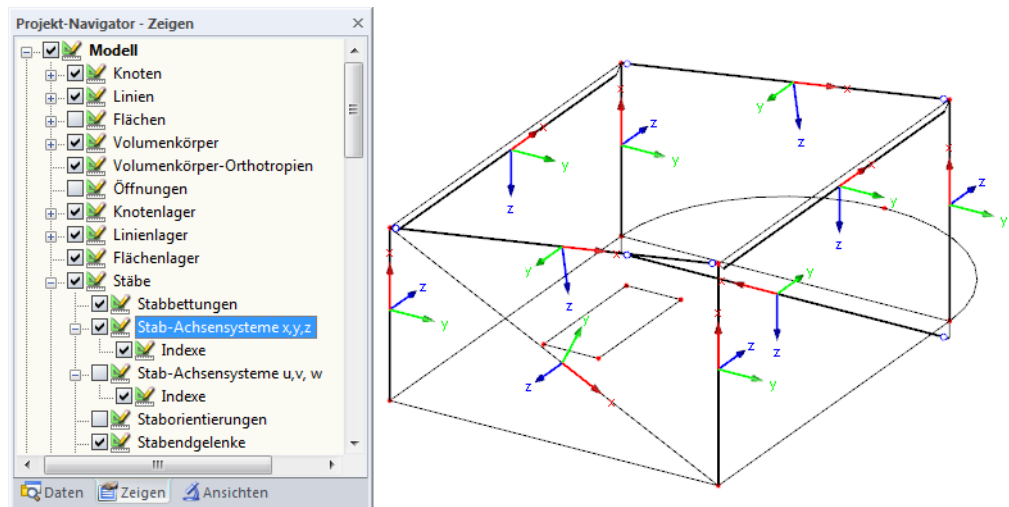 Projekt-Navigator - Zeigen
Modell
Knoten
Linien
Flächen
Volumenkörper
Volumenkörper-Orthotropien
Öffnungen
Knotenlager
Linienlager
Flächenlager
Stäbe
Stabbettungen
Stab-Achsensysteme x,y,z
Indexe
Stab-Achsensysteme u,v, w
Indexe
Staborientierungen
Stabendgelenke
Daten Zeigen Ansichten
x y z
x y z
x y z
x y z
x y z
x y z
x y z
x y z
x y z
x y z